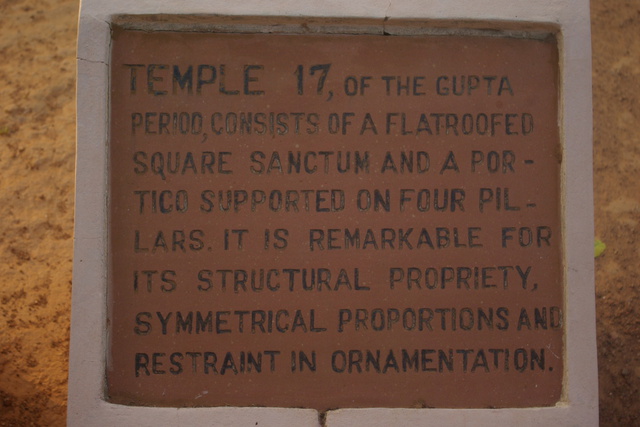 TEMPLE 17, OF THE GUPTA
PERIOD, CONSISTS OF A FLATROOFED
SQUARE SANCTUM AND A POR-
TICO SUPPORTED ON FOUR PIL-
LARS. IT IS REMARKABLE FOR
ITS STRUCTURAL PROPRIETY,
SYMMETRICAL PROPORTIONS AND
RESTRAINT IN ORNAMENTATION.